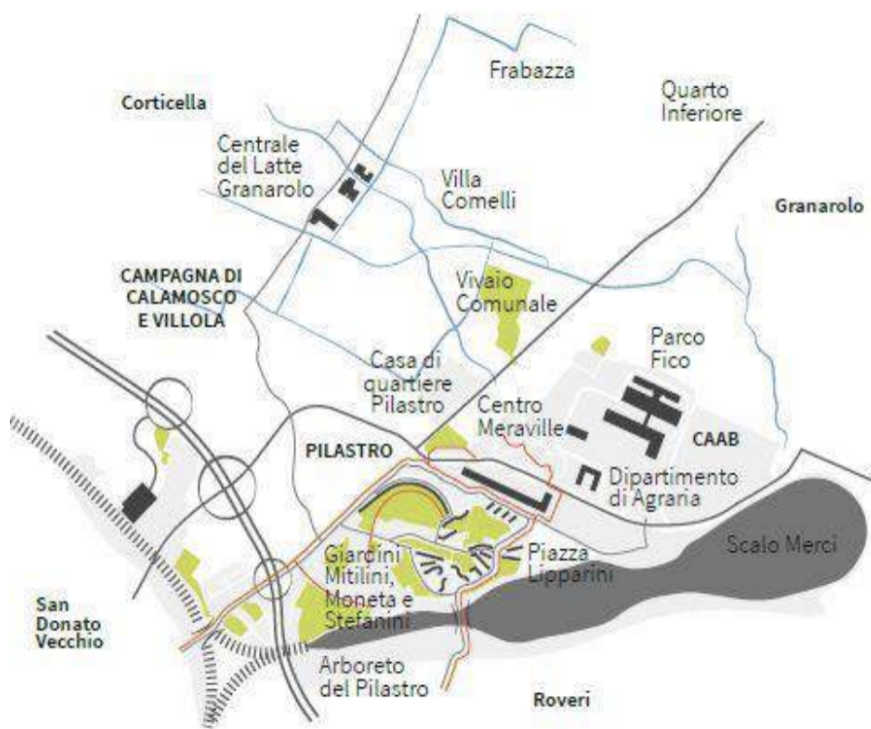 Frabazza
Corticella
Quarto
Inferiore
Centrale
del Latte
Granarolo
Villa
Comelli
Granarolo
CAMPAGNA DI
CALAMOSCO
E VILLOLA
Vivaio
Comunale
Parco
Fico
Casa di
quartiere
Pilastro
Centro
Meraville
PILASTRO
CAAB
Dipartimento
di Agraria
Giardini
Mitilini,
Moneta e
Stefanini
Piazza
Lipparini
Scalo Merci
San
Donato
Vecchio
Arboreto
del Pilastro
Roveri